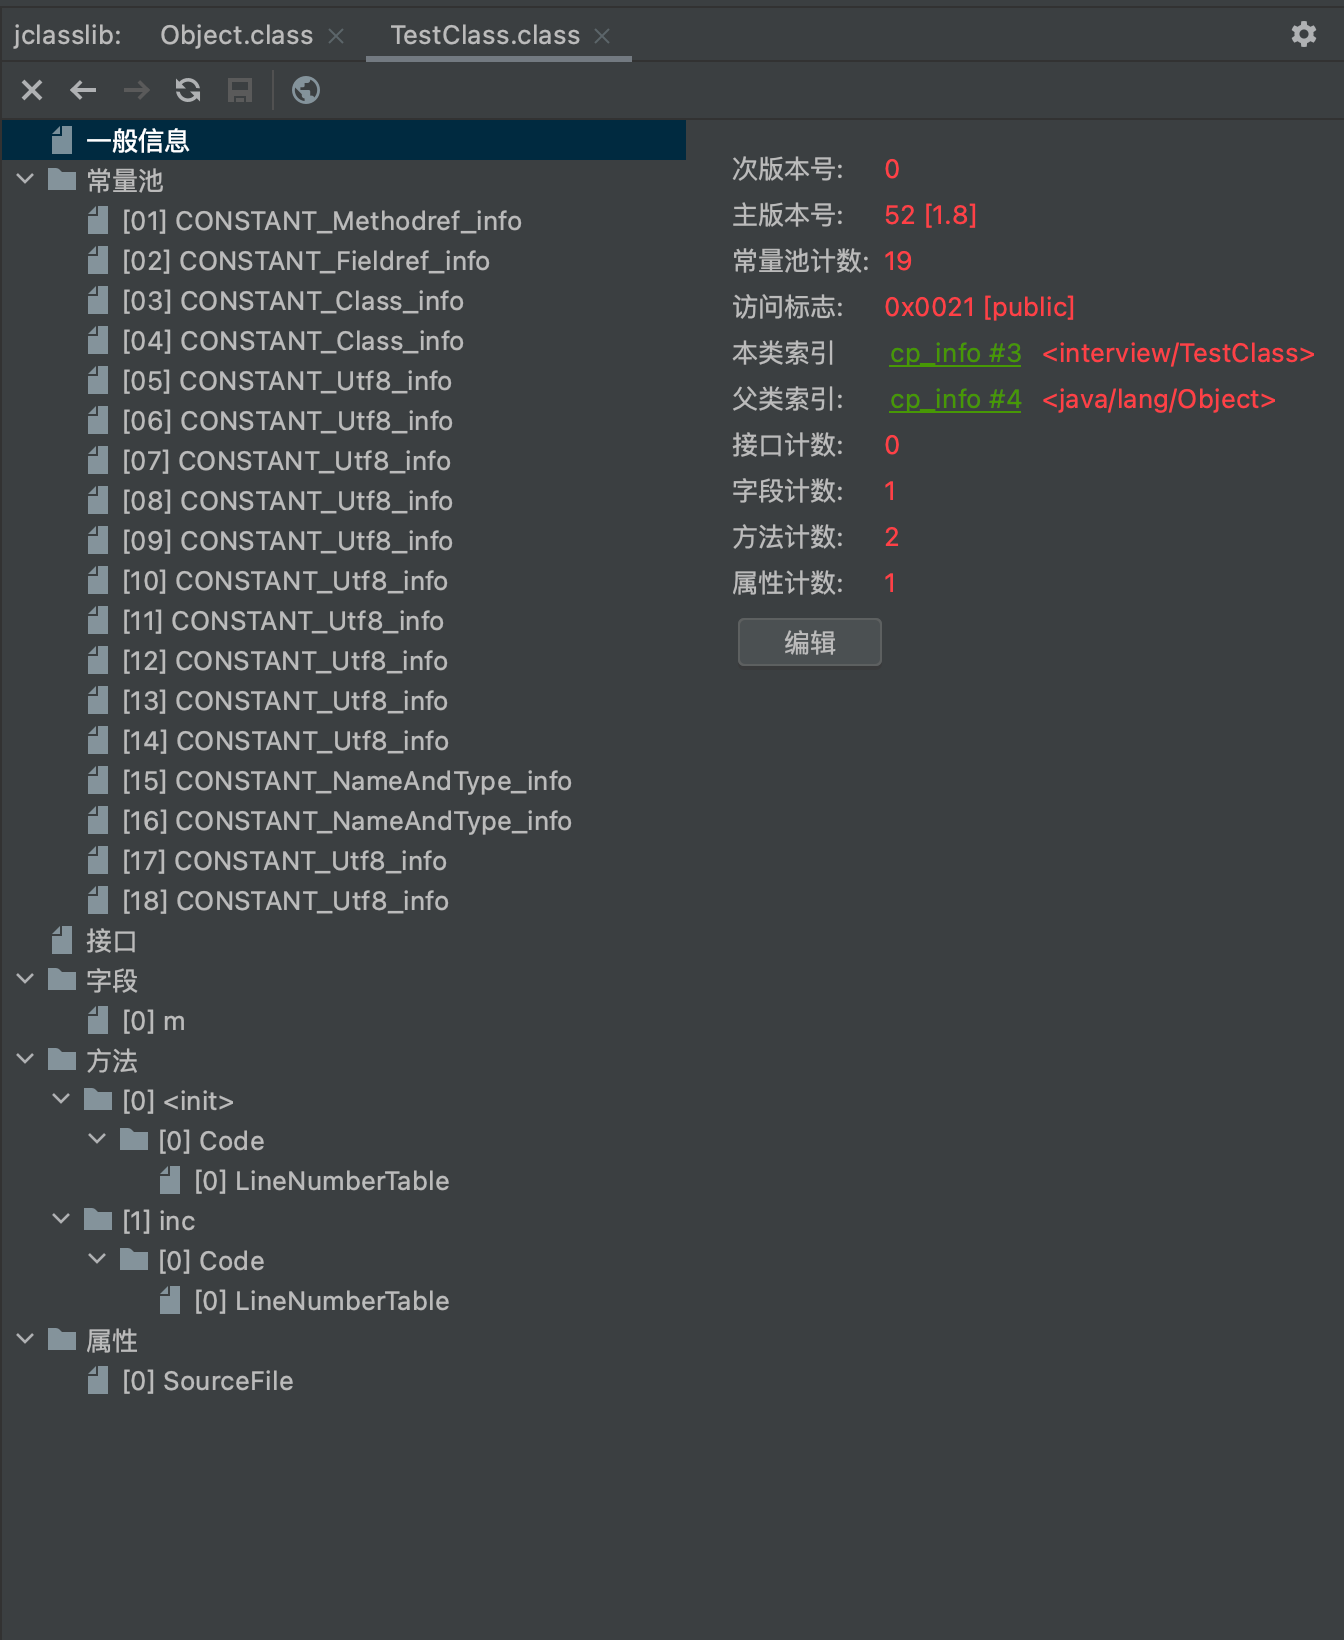 jclasslib: Object.class TestClass.class
一般信息
常量池
[01] CONSTANT_Methodref_info
[02] CONSTANT_Fieldref_info
[03] CONSTANT_Class_info
[04] CONSTANT_Class_info
[05] CONSTANT_Utf8_info
[06] CONSTANT_Utf8_info
[07] CONSTANT_Utf8_info
[08] CONSTANT_Utf8_info
[09] CONSTANT_Utf8_info
[10] CONSTANT_Utf8_info
[11] CONSTANT_Utf8_info
[12] CONSTANT_Utf8_info
[13] CONSTANT_Utf8_info
[14] CONSTANT_Utf8_info
[15] CONSTANT_NameAndType_info
[16] CONSTANT_NameAndType_info
[17] CONSTANT_Utf8_info
[18] CONSTANT_Utf8_info
接口
字段
[0] m
方法
[0] <init>
[0] Code
[0] LineNumberTable
[1] inc
[0] Code
[0] LineNumberTable
属性
[0] SourceFile
次版本号: 0
主版本号: 52 [1.8]
常量池计数: 19
访问标志: 0x0021 [public]
本类索引 cp_info #3 <interview/TestClass>
父类索引: cp_info #4 <java/lang/Object>
接口计数: 0
字段计数: 1
方法计数: 2
属性计数: 1
编辑